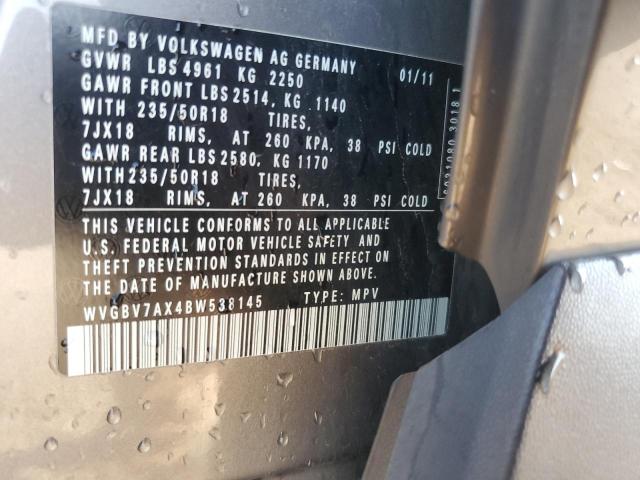 MFD BY VOLKSWAGEN AG GERMANY 01/11
GVWR LBS 4961 KG 2250
GAWR FRONT LBS 2514, KG 1140
WITH 235/50R18 TIRES,
7JX18 RIMS, AT 260 KPA, 38 PSI COLD
GAWR REAR LBS 2580, KG 1170
WITH 235/50R18 TIRES,
7JX18 RIMS, AT 260 KPA, 38 PSI COLD
THIS VEHICLE CONFORMS TO ALL APPLICABLE
U.S. FEDERAL MOTOR VEHICLE SAFETY AND
THEFT PREVENTION STANDARDS IN EFFECT ON
THE DATE OF MANUFACTURE SHOWN ABOVE.
WVGBV7AX4BW538145 TYPE: MPV